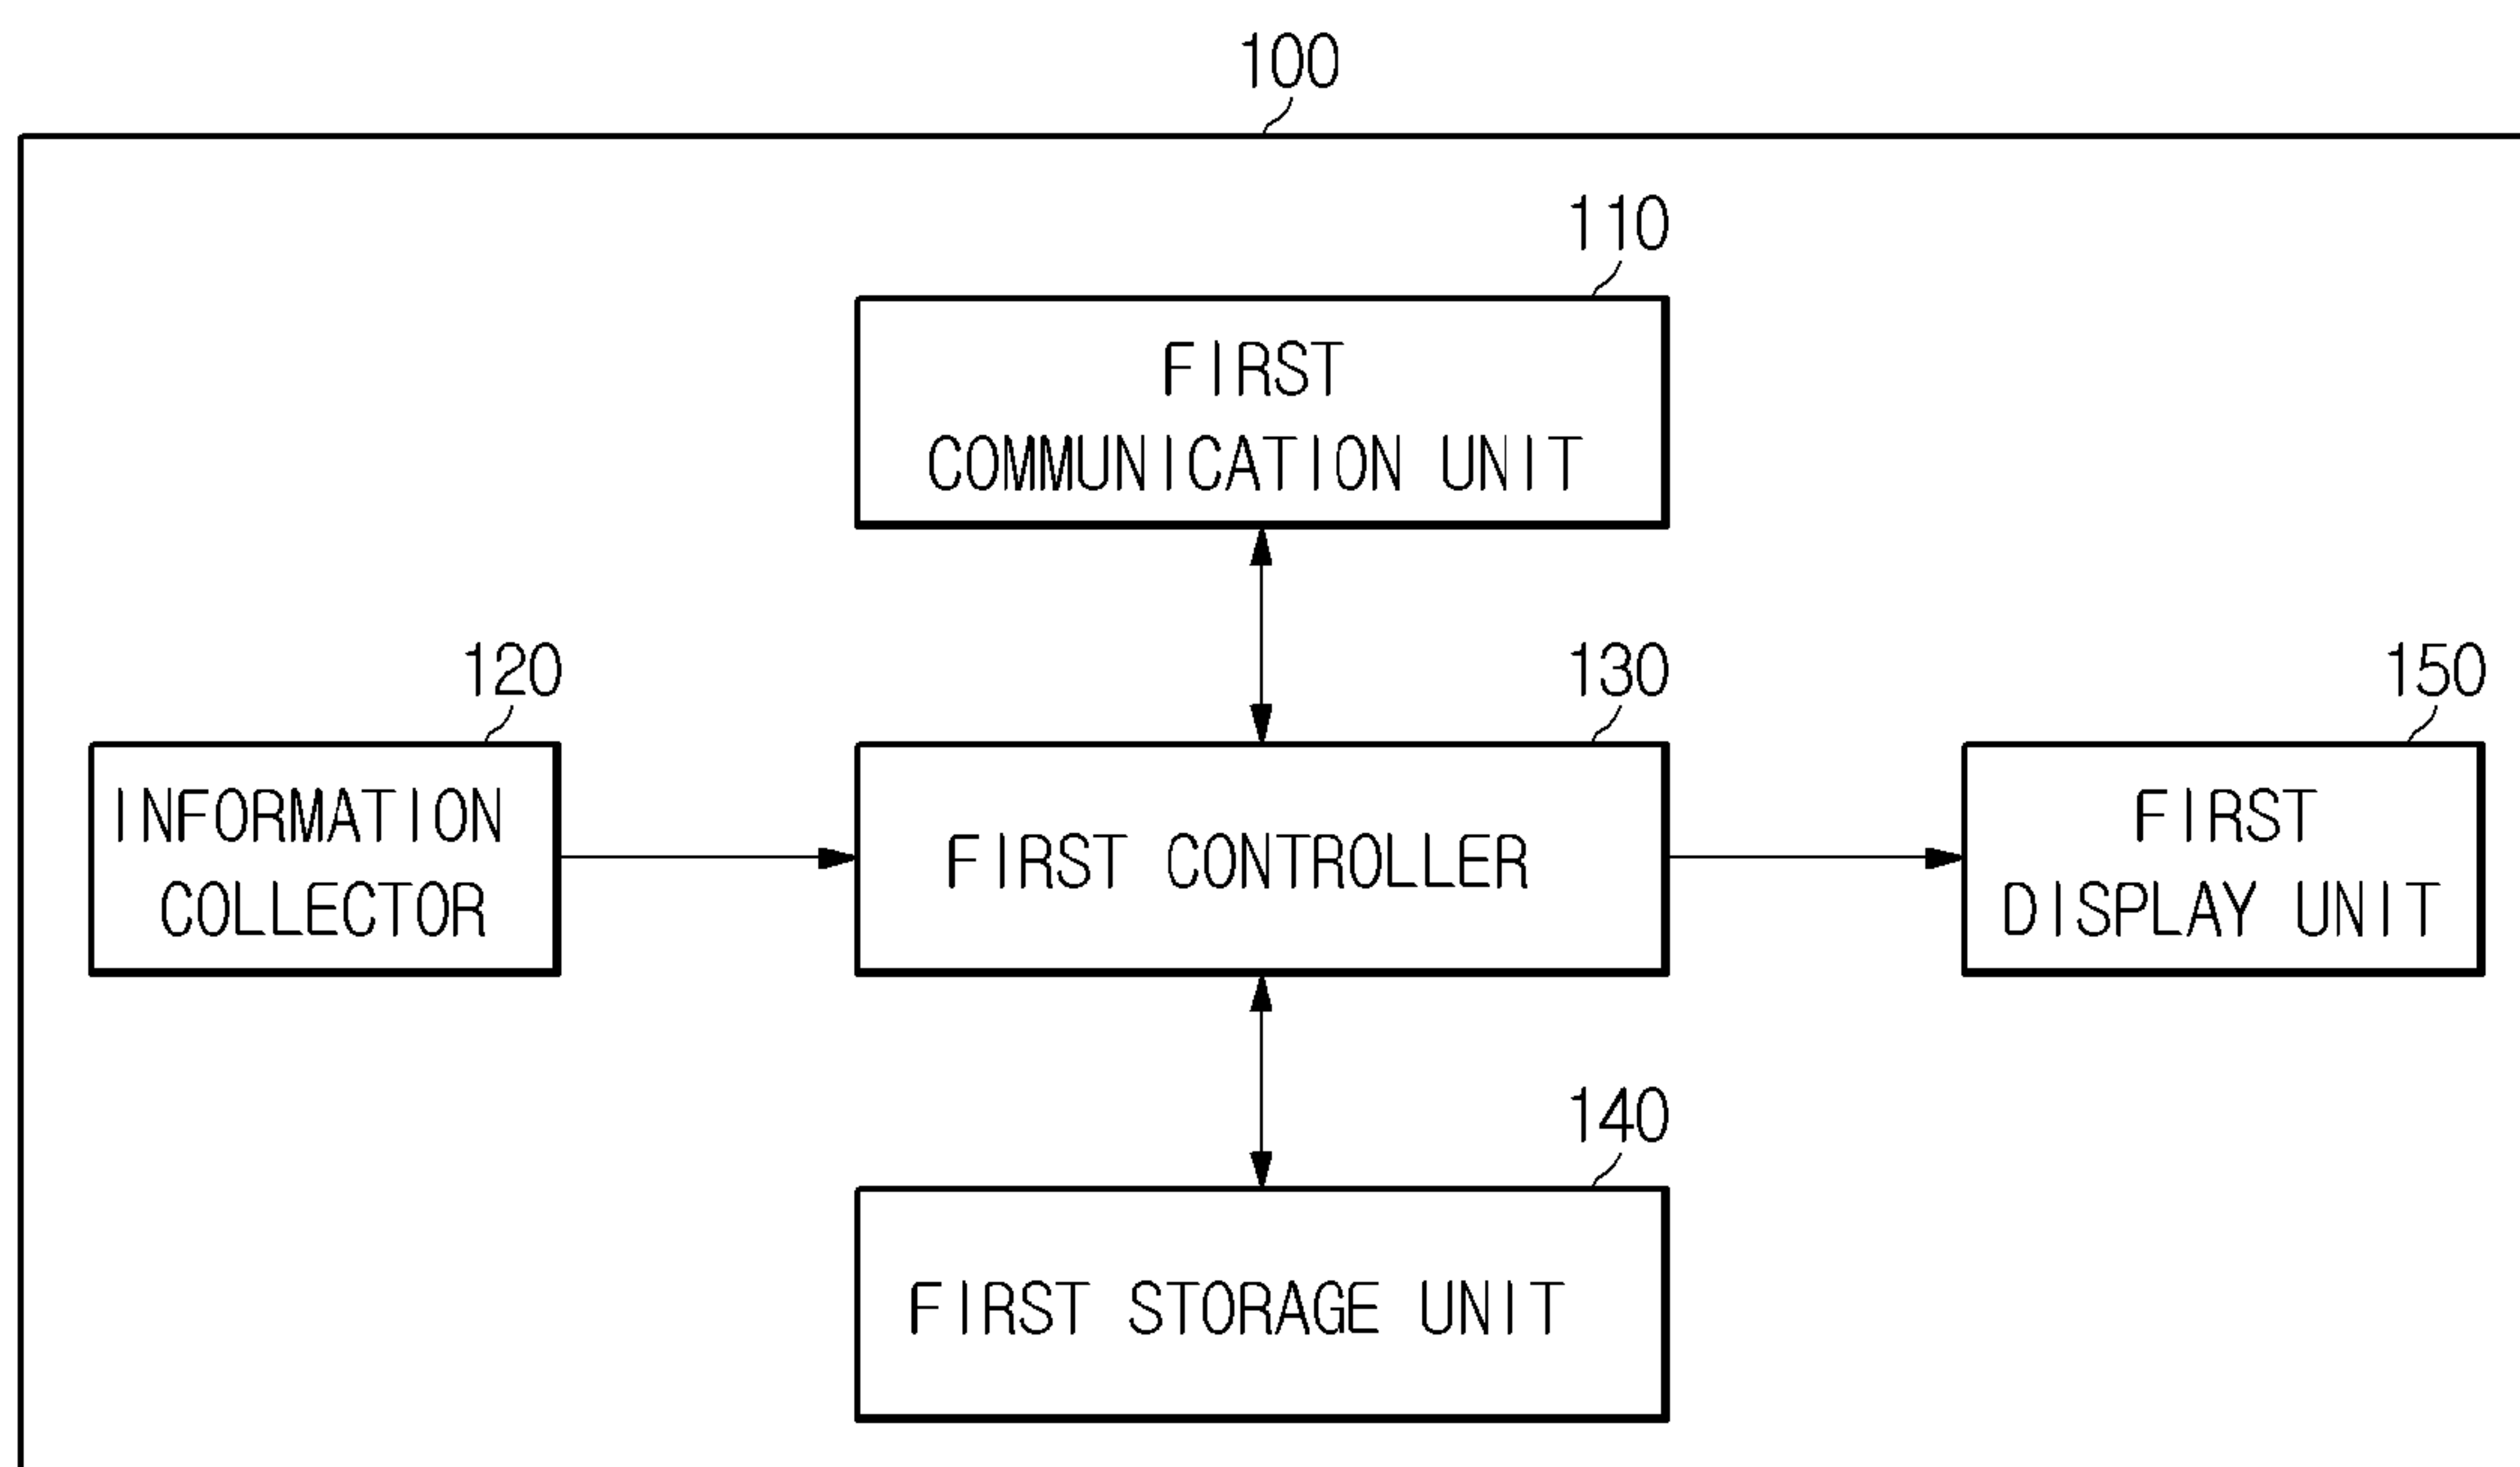 100
110
FIRST
COMMUNICATION UNIT
120
130
150
INFORMATION
COLLECTOR
FIRST CONTROLLER
FIRST
DISPLAY UNIT
140
FIRST STORAGE UNIT